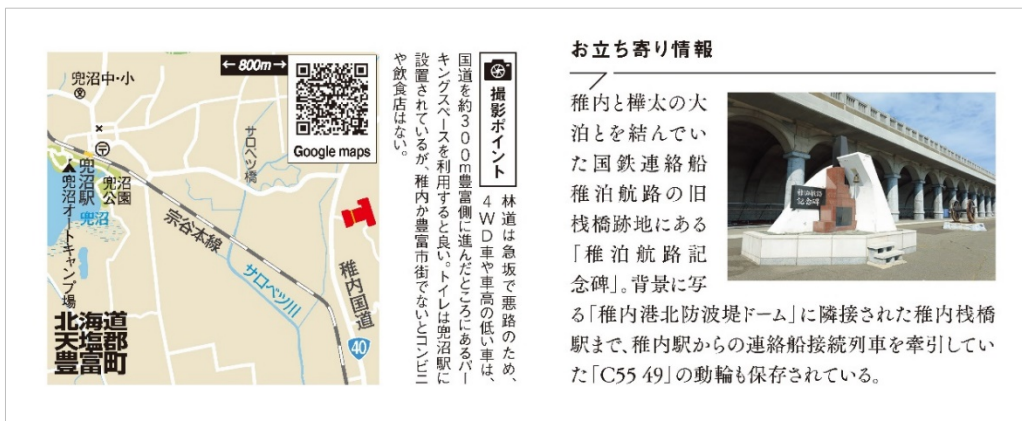 ← 800m →
Google maps
兜沼中・小
兜沼駅
兜沼公園
兜沼
兜沼オートキャンプ場
サロベツ橋
宗谷本線
サロベツ川
稚内国道
40
北海道
天塩郡
豊富町
撮影ポイント
林道は急坂で悪路のため、
4WD車や車高の低い車は、
国道を約300m豊富側に進んだところにあるパー
キングスペースを利用すると良い。トイレは兜沼駅に
設置されているが、稚内か豊富市街でないとコンビニ
や飲食店はない。
お立ち寄り情報
稚内と樺太の大
泊とを結んでい
た国鉄連絡船
稚泊航路の旧
桟橋跡地にある
「稚泊航路記
念碑」。背景に写
る「稚内港北防波堤ドーム」に隣接された稚内桟橋
駅まで、稚内駅からの連絡船接続列車を牽引してい
た「C55 49」の動輪も保存されている。
稚泊航路
記念碑